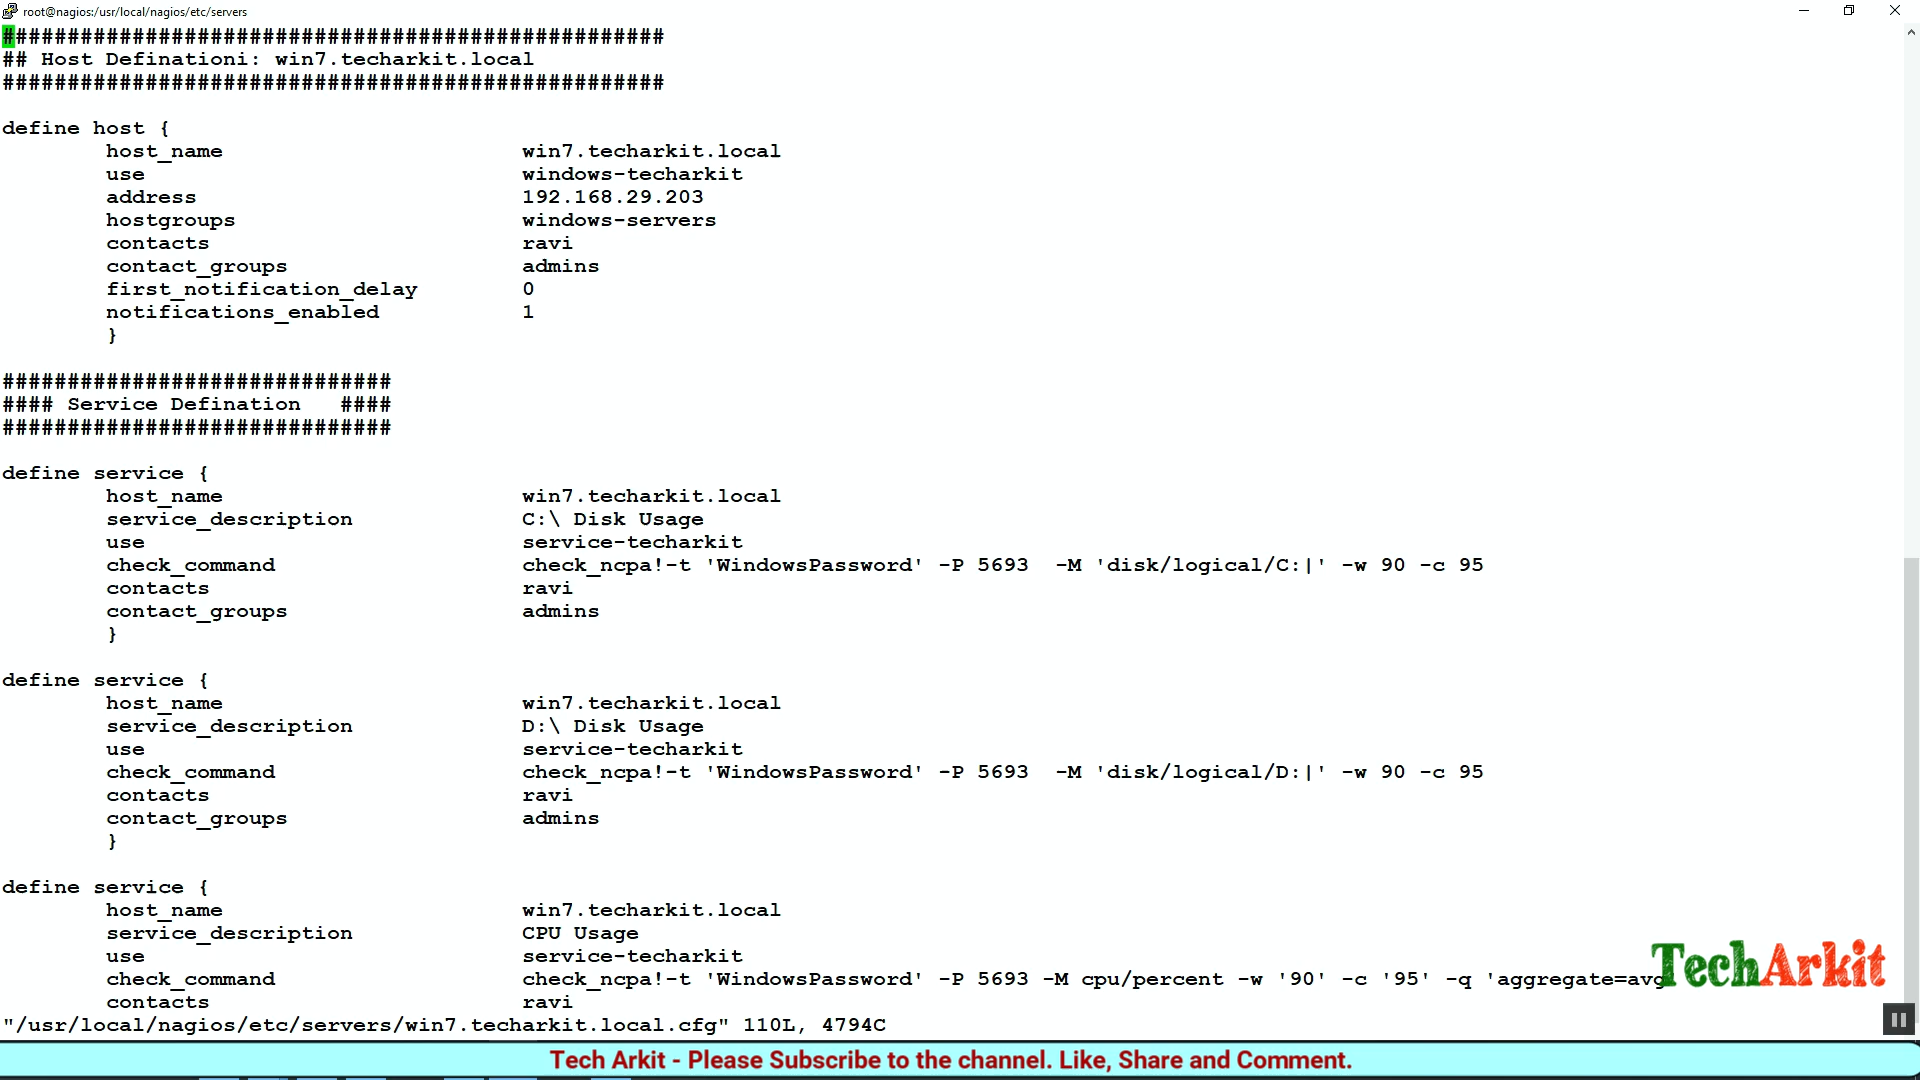 root@nagios:/usr/local/nagios/etc/servers
###################################################
## Host Definationi: win7.techarkit.local
###################################################
define host {
host_name win7.techarkit.local
use windows-techarkit
address 192.168.29.203
hostgroups windows-servers
contacts ravi
contact_groups admins
first_notification_delay 0
notifications_enabled 1
}
##############################
#### Service Defination ####
##############################
define service {
host_name win7.techarkit.local
service_description C:\ Disk Usage
use service-techarkit
check_command check_ncpa!-t 'WindowsPassword' -P 5693 -M 'disk/logical/C:|' -w 90 -c 95
contacts ravi
contact_groups admins
}
define service {
host_name win7.techarkit.local
service_description D:\ Disk Usage
use service-techarkit
check_command check_ncpa!-t 'WindowsPassword' -P 5693 -M 'disk/logical/D:|' -w 90 -c 95
contacts ravi
contact_groups admins
}
define service {
host_name win7.techarkit.local
service_description CPU Usage
use service-techarkit
check_command check_ncpa!-t 'WindowsPassword' -P 5693 -M cpu/percent -w '90' -c '95' -q 'aggregate=avg
contacts ravi
"/usr/local/nagios/etc/servers/win7.techarkit.local.cfg" 110L, 4794C
TechArkit
Tech Arkit - Please Subscribe to the channel. Like, Share and Comment.